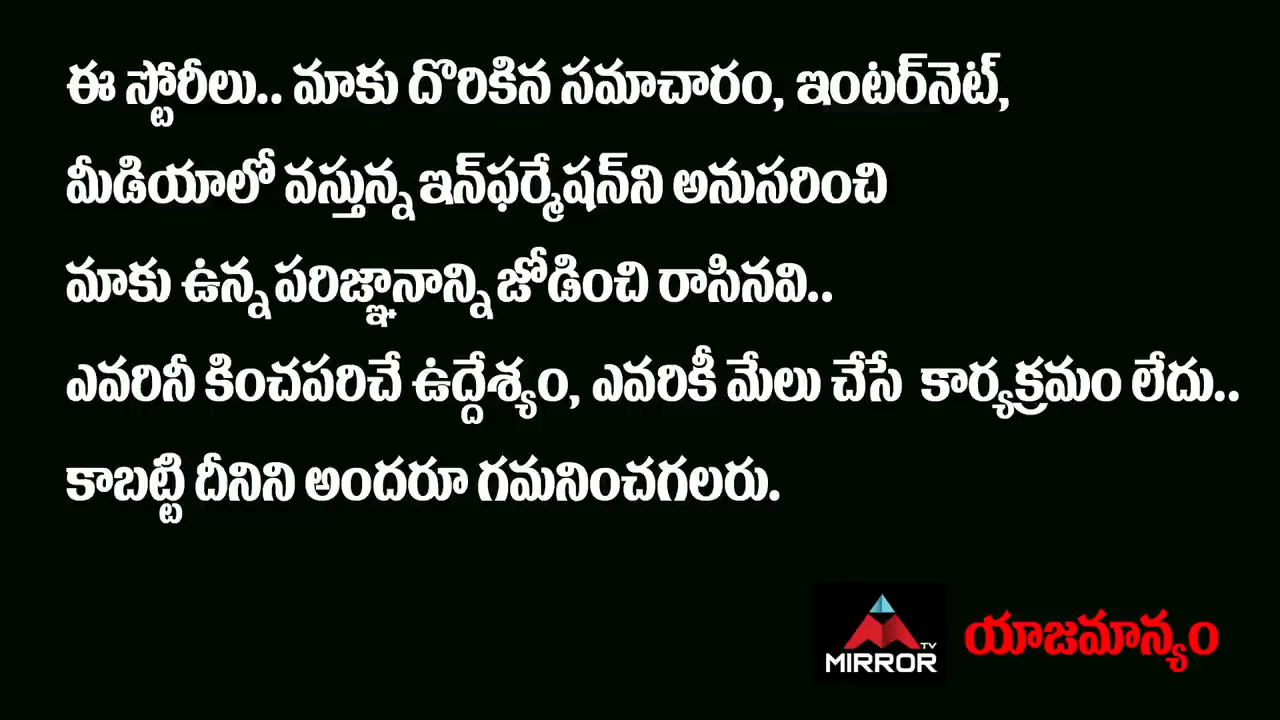 ఈ స్టోరీలు.. మాకు దొరికిన సమాచారం, ఇంటర్‌నెట్,
మీడియాలో వస్తున్న ఇన్‌ఫర్మేషన్‌ని అనుసరించి
మాకు ఉన్న పరిజ్ఞానాన్ని జోడించి రాసినవి..
ఎవరినీ కించపరిచే ఉద్దేశ్యం, ఎవరికీ మేలు చేసే కార్యక్రమం లేదు..
కాబట్టి దీనిని అందరూ గమనించగలరు.
TV
MIRROR
యాజమాన్యం